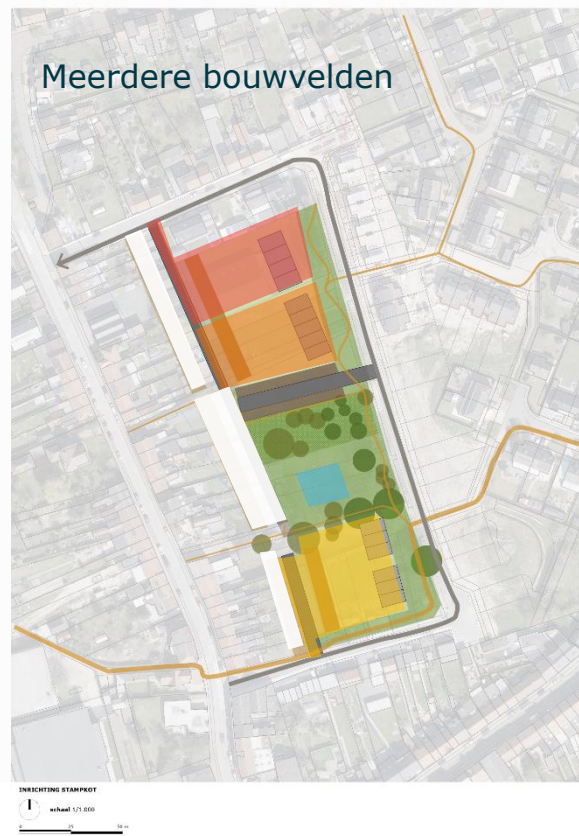 Meerdere bouwvelden
INRICHTING STAMPKOT
schaal 1/1.000
0 25 50 m